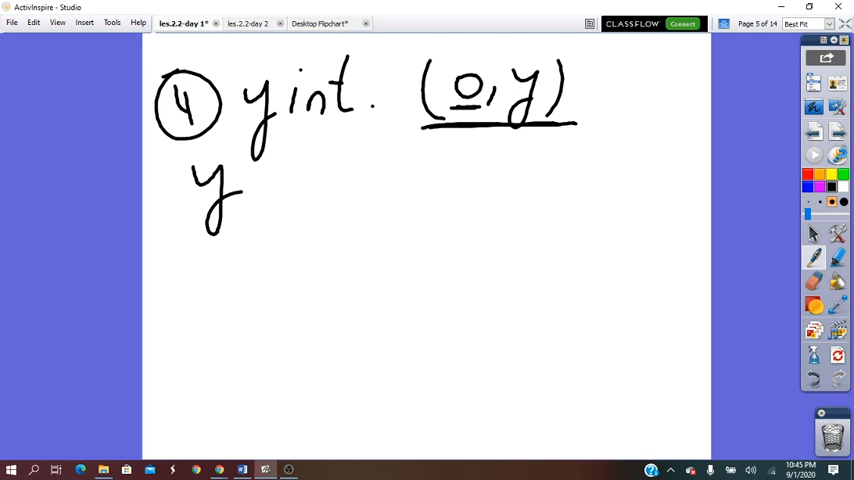 ActivInspire - Studio
File Edit View Insert Tools Help
les.2.2-day 1* les.2.2-day 2 Desktop Flipchart* CLASSFLOW Connect Page 5 of 14 Best Fit
4 y int. (0, y)
y
10:45 PM
9/1/2020